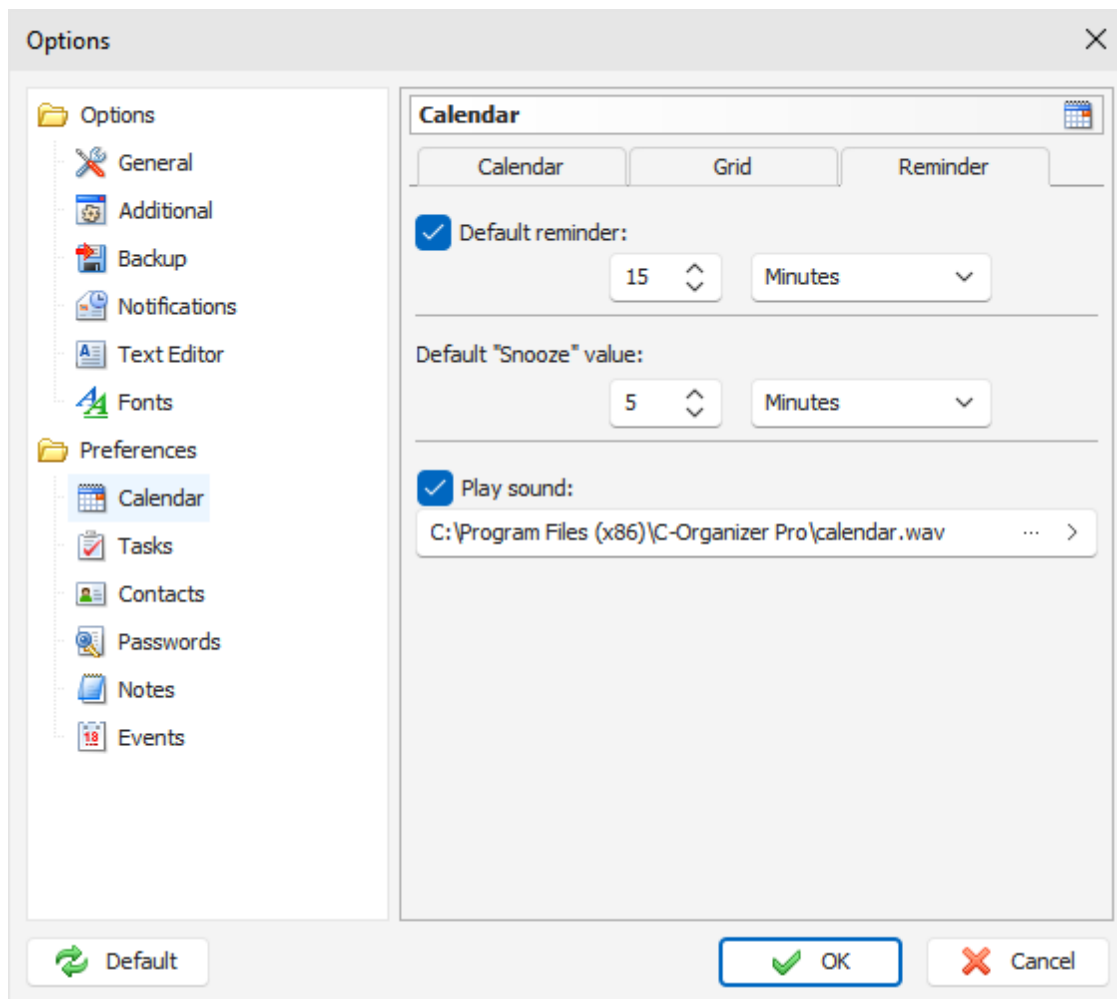 Options
Options
General
Additional
Backup
Notifications
Text Editor
Fonts
Preferences
Calendar
Tasks
Contacts
Passwords
Notes
Events
Calendar
Calendar Grid Reminder
Default reminder:
15 Minutes
Default "Snooze" value:
5 Minutes
Play sound:
C:\Program Files (x86)\C-Organizer Pro\calendar.wav ...
Default OK Cancel